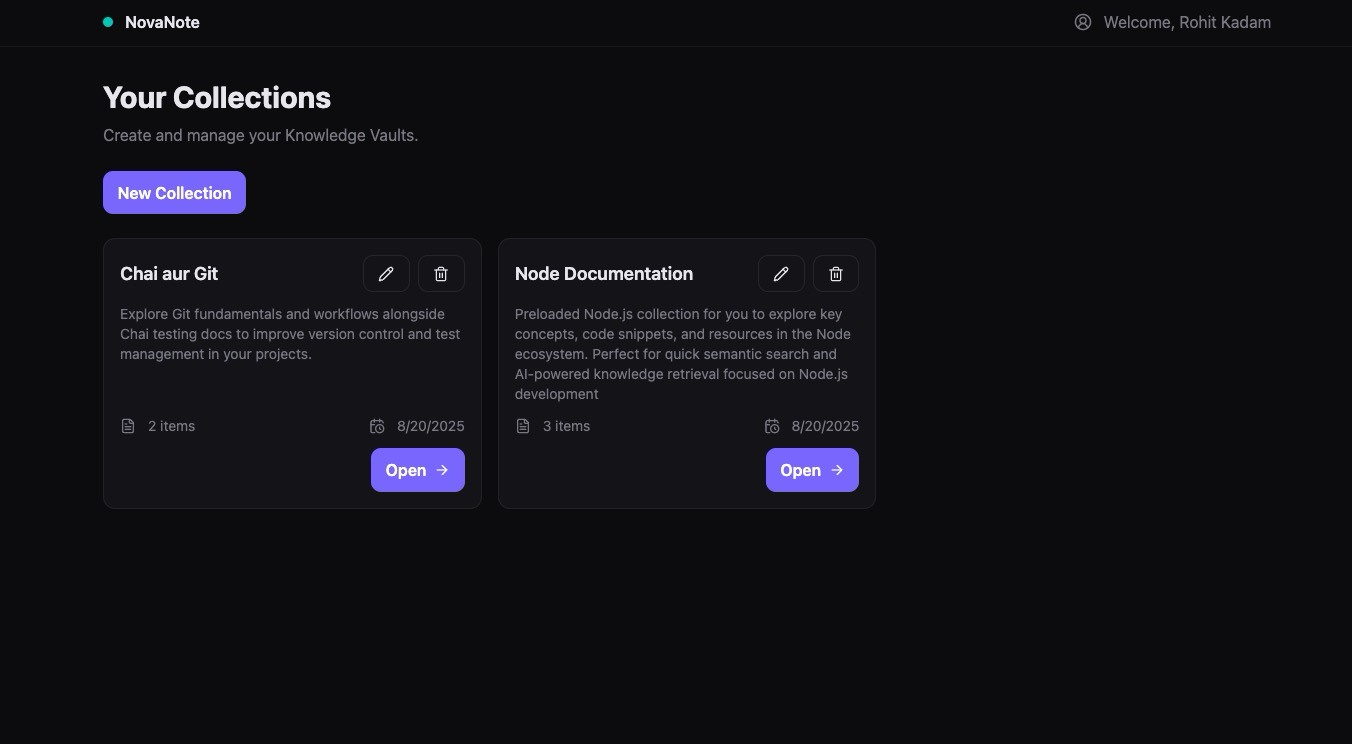 NovaNote
Welcome, Rohit Kadam
Your Collections
Create and manage your Knowledge Vaults.
New Collection
Chai aur Git
Explore Git fundamentals and workflows alongside
Chai testing docs to improve version control and test
management in your projects.
2 items
8/20/2025
Open
Node Documentation
Preloaded Node.js collection for you to explore key
concepts, code snippets, and resources in the Node
ecosystem. Perfect for quick semantic search and
AI-powered knowledge retrieval focused on Node.js
development
3 items
8/20/2025
Open